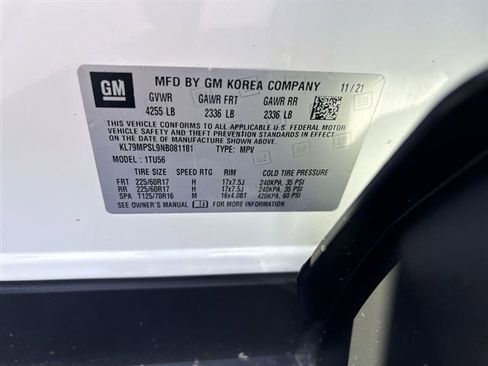 GM
MFD BY GM KOREA COMPANY 11/21
GVWR GAWR FRT GAWR RR
4255 LB 2336 LB 2336 LB
THIS VEHICLE CONFORMS TO ALL APPLICABLE U.S. FEDERAL MOTOR
VEHICLE SAFETY, BUMPER, AND THEFT PREVENTION STANDARDS IN EFFECT
ON THE DATE OF MANUFACTURE SHOWN ABOVE.
KL79MPSL9NB081181 TYPE: MPV
MODEL: 1TU56
TIRE SIZE SPEED RTG RIM COLD TIRE PRESSURE
FRT 225/60R17 H 17x7.5J 240KPA, 35 PSI
RR 225/60R17 H 17x7.5J 240KPA, 35 PSI
SPA T125/70R16 M 16x4.0BT 420KPA, 60 PSI
SEE OWNER'S MANUAL FOR MORE INFORMATION.